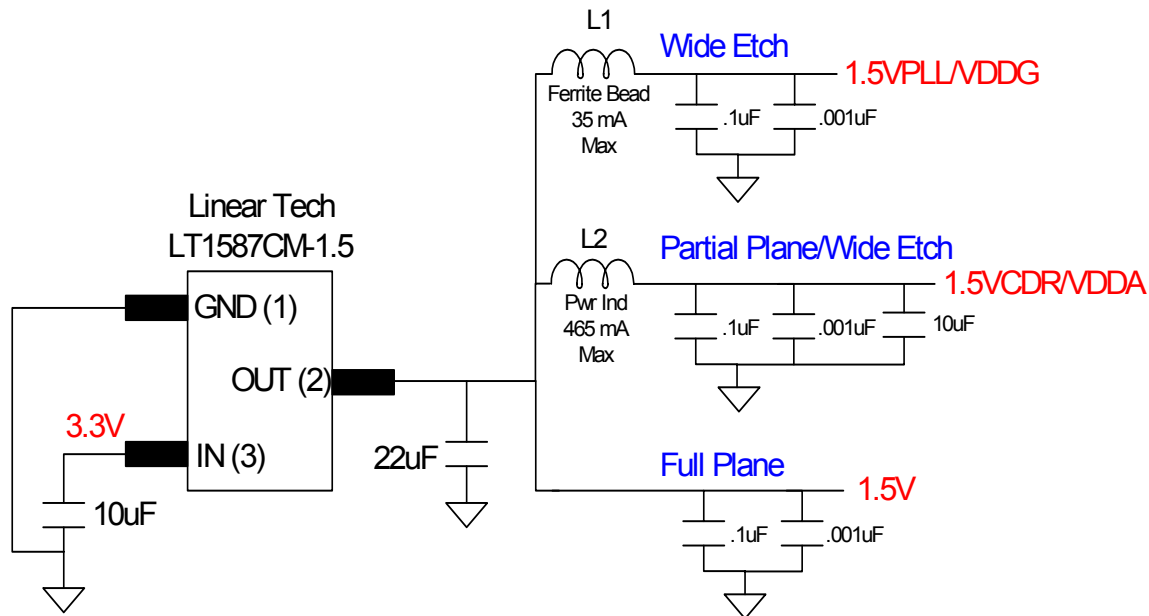 L1
Wide Etch
1.5VPLL/VDDG
Ferrite Bead
35 mA
Max
.1uF
.001uF
Linear Tech
LT1587CM-1.5
L2
Partial Plane/Wide Etch
1.5VCDR/VDDA
Pwr Ind
465 mA
Max
.1uF
.001uF
10uF
GND (1)
OUT (2)
3.3V
IN (3)
10uF
22uF
Full Plane
1.5V
.1uF
.001uF